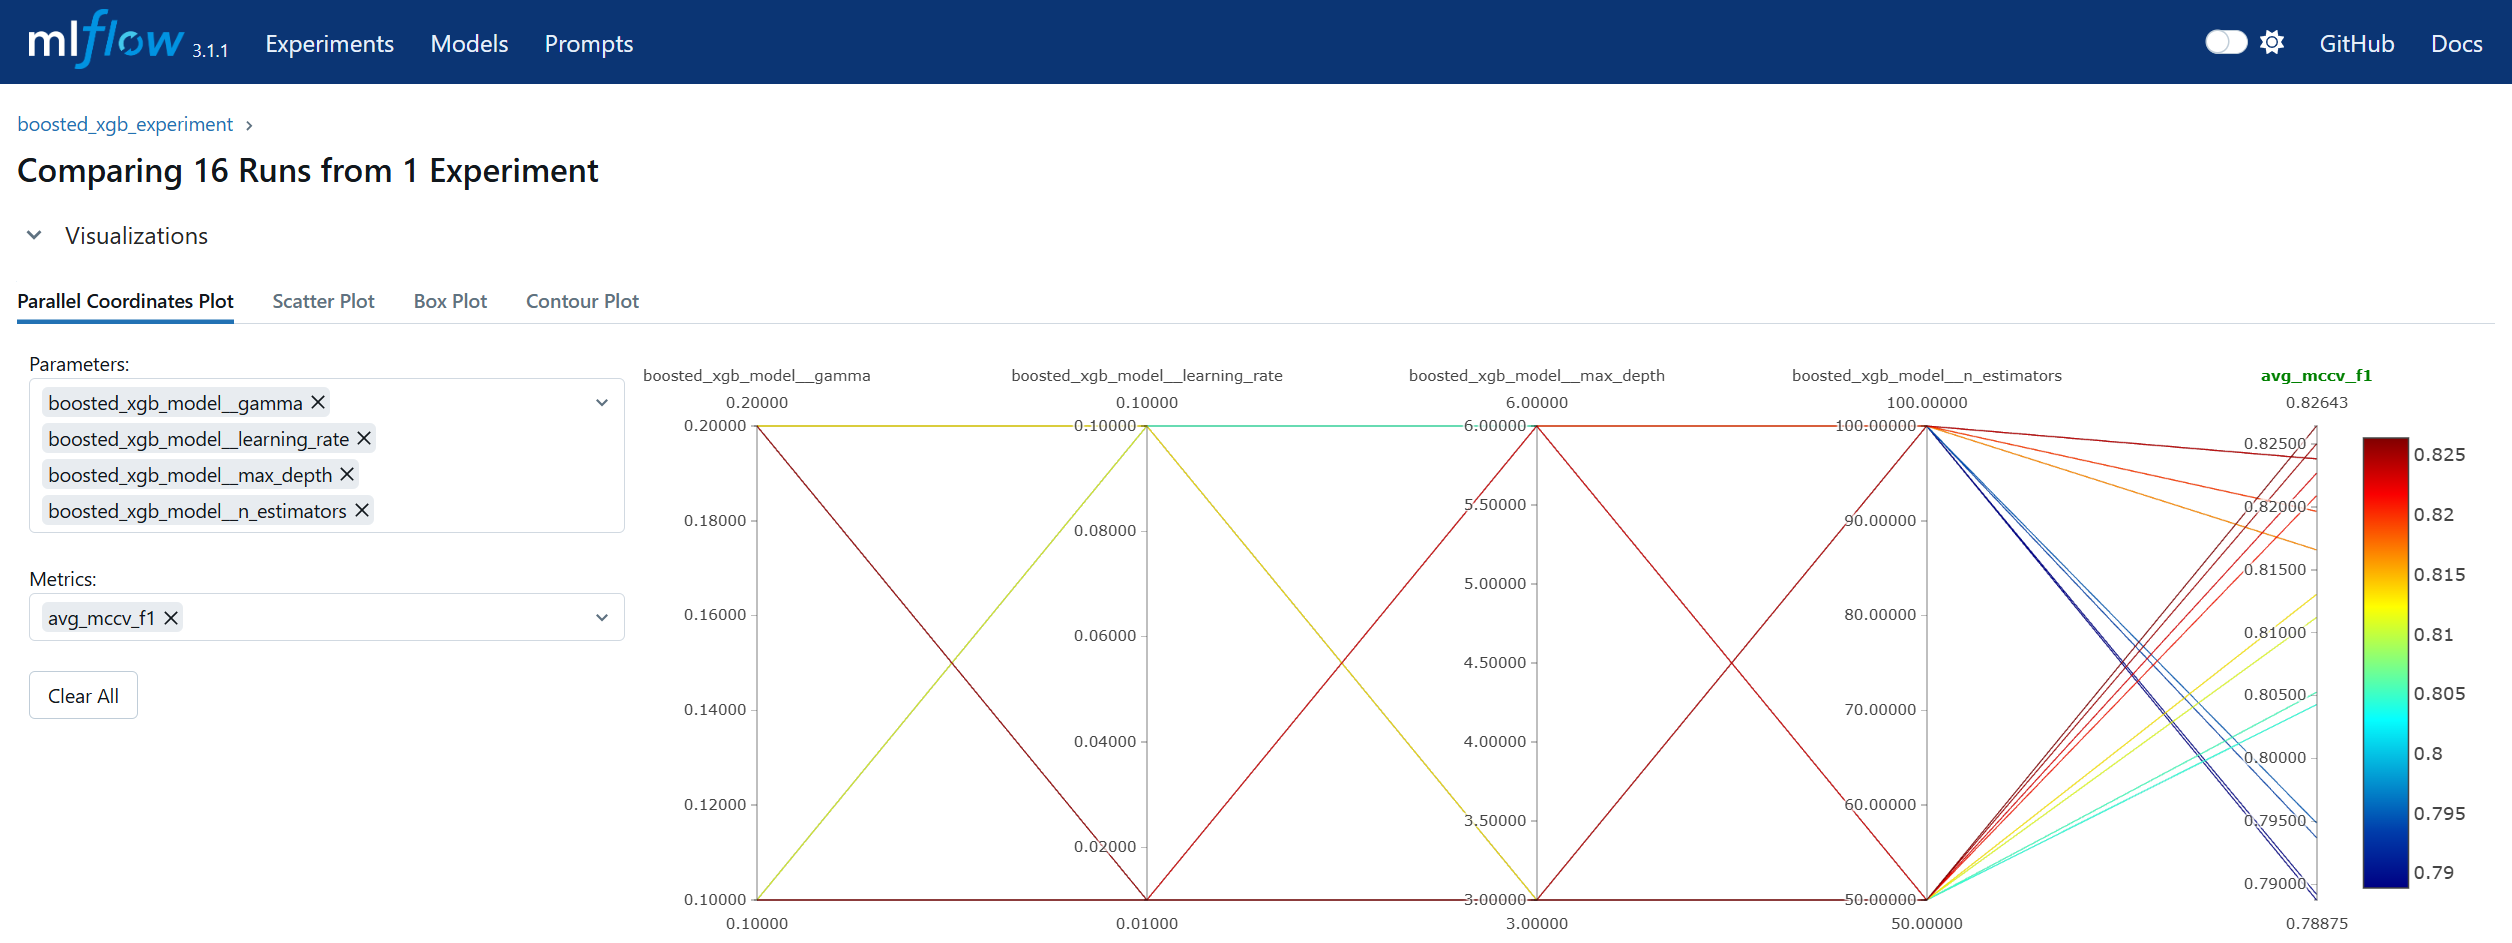 mlflow 3.1.1 Experiments Models Prompts GitHub Docs
boosted_xgb_experiment
Comparing 16 Runs from 1 Experiment
Visualizations
Parallel Coordinates Plot Scatter Plot Box Plot Contour Plot
Parameters:
boosted_xgb_model__gamma
boosted_xgb_model__learning_rate
boosted_xgb_model__max_depth
boosted_xgb_model__n_estimators
Metrics:
avg_mccv_f1
Clear All
boosted_xgb_model__gamma
0.20000
0.20000
0.18000
0.16000
0.14000
0.12000
0.10000
0.10000
boosted_xgb_model__learning_rate
0.10000
0.10000
0.08000
0.06000
0.04000
0.02000
0.01000
boosted_xgb_model__max_depth
6.00000
6.00000
5.50000
5.00000
4.50000
4.00000
3.50000
3.00000
3.00000
boosted_xgb_model__n_estimators
100.00000
100.00000
90.00000
80.00000
70.00000
60.00000
50.00000
50.00000
avg_mccv_f1
0.82643
0.82500
0.82000
0.81500
0.81000
0.80500
0.80000
0.79500
0.79000
0.78875
0.825
0.82
0.815
0.81
0.805
0.8
0.795
0.79